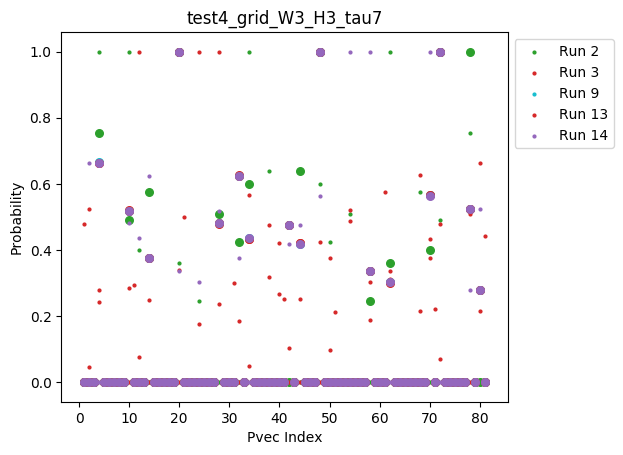 test4_grid_W3_H3_tau7
Probability
1.0
0.8
0.6
0.4
0.2
0.0
0
10
20
30
40
50
60
70
80
Pvec Index
Run 2
Run 3
Run 9
Run 13
Run 14